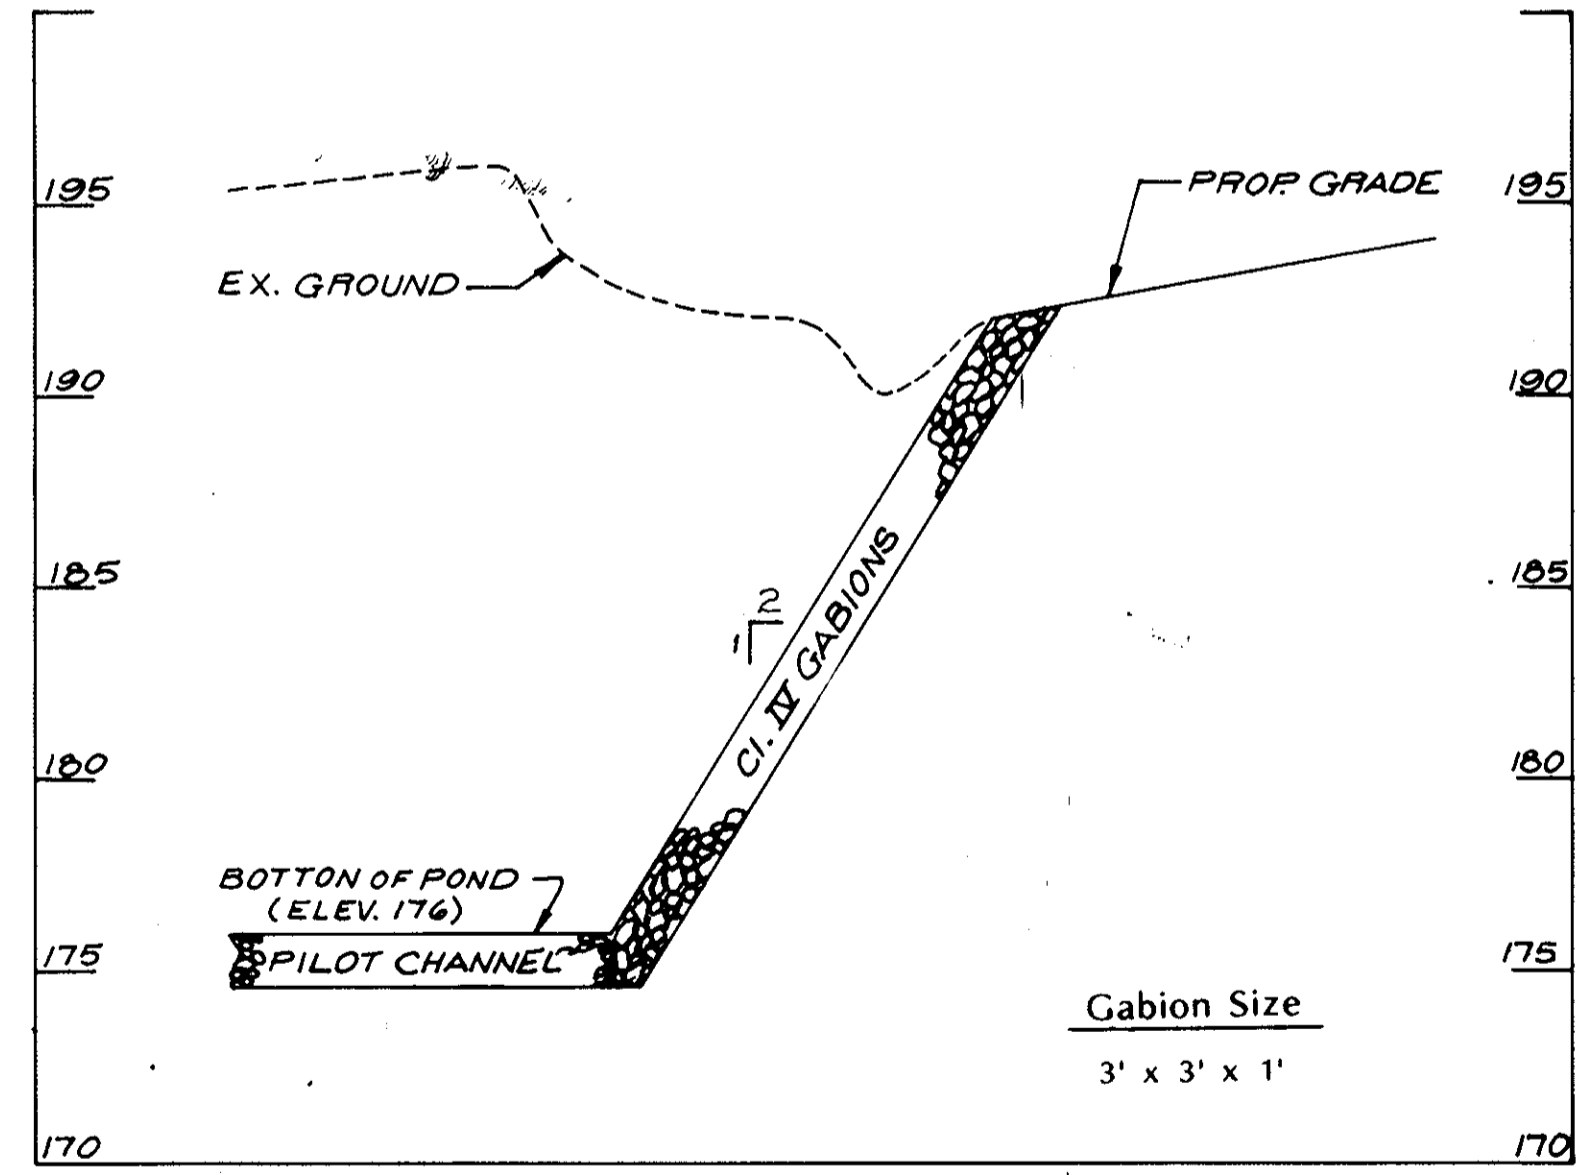 195
PROP. GRADE
195
EX. GROUND
190
190
185
185
2
1
CI. IV GABIONS
180
180
BOTTON OF POND
(ELEV. 176)
175
PILOT CHANNEL
175
Gabion Size
3' x 3' x 1'
170
170